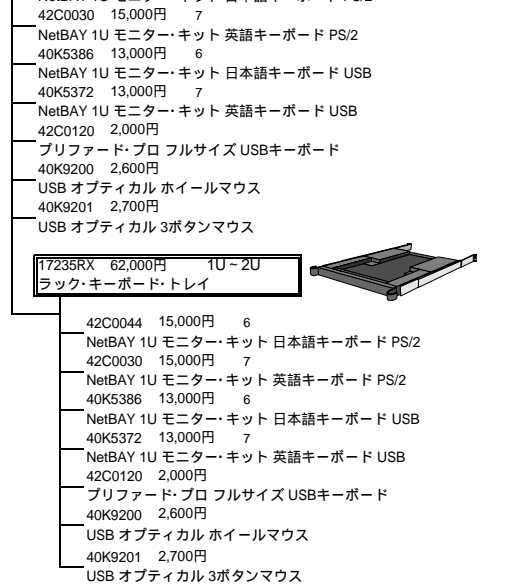 42C0030 15,000円 7
NetBAY 1U モニター・キット 英語キーボード PS/2
40K5386 13,000円 6
NetBAY 1U モニター・キット 日本語キーボード USB
40K5372 13,000円 7
NetBAY 1U モニター・キット 英語キーボード USB
42C0120 2,000円
プリファード・プロ フルサイズ USBキーボード
40K9200 2,600円
USB オプティカル ホイールマウス
40K9201 2,700円
USB オプティカル 3ボタンマウス
17235RX 62,000円 1U~2U
ラック・キーボード・トレイ
42C0044 15,000円 6
NetBAY 1U モニター・キット 日本語キーボード PS/2
42C0030 15,000円 7
NetBAY 1U モニター・キット 英語キーボード PS/2
40K5386 13,000円 6
NetBAY 1U モニター・キット 日本語キーボード USB
40K5372 13,000円 7
NetBAY 1U モニター・キット 英語キーボード USB
42C0120 2,000円
プリファード・プロ フルサイズ USBキーボード
40K9200 2,600円
USB オプティカル ホイールマウス
40K9201 2,700円
USB オプティカル 3ボタンマウス